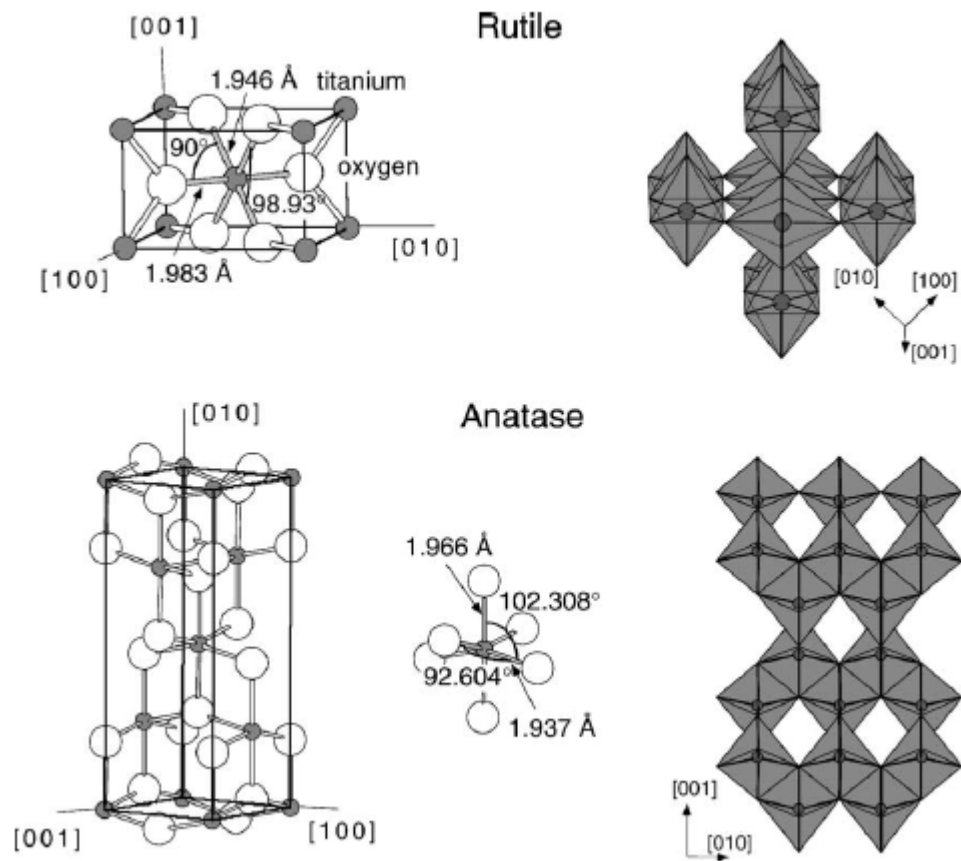 Rutile
[001]
1.946 Å titanium
90°
oxygen
98.93°
[010]
[100]
1.983 Å
[010] [100]
[001]
Anatase
[010]
1.966 Å
102.308°
92.604°
1.937 Å
[001] [100]
[001]
[010]